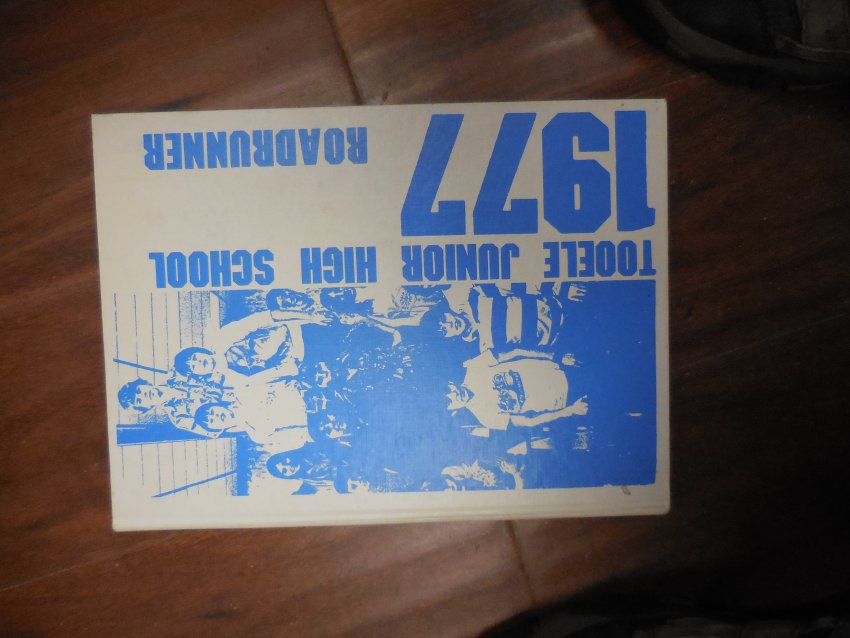 1977
ROADRUNNER
TOOELE JUNIOR HIGH SCHOOL